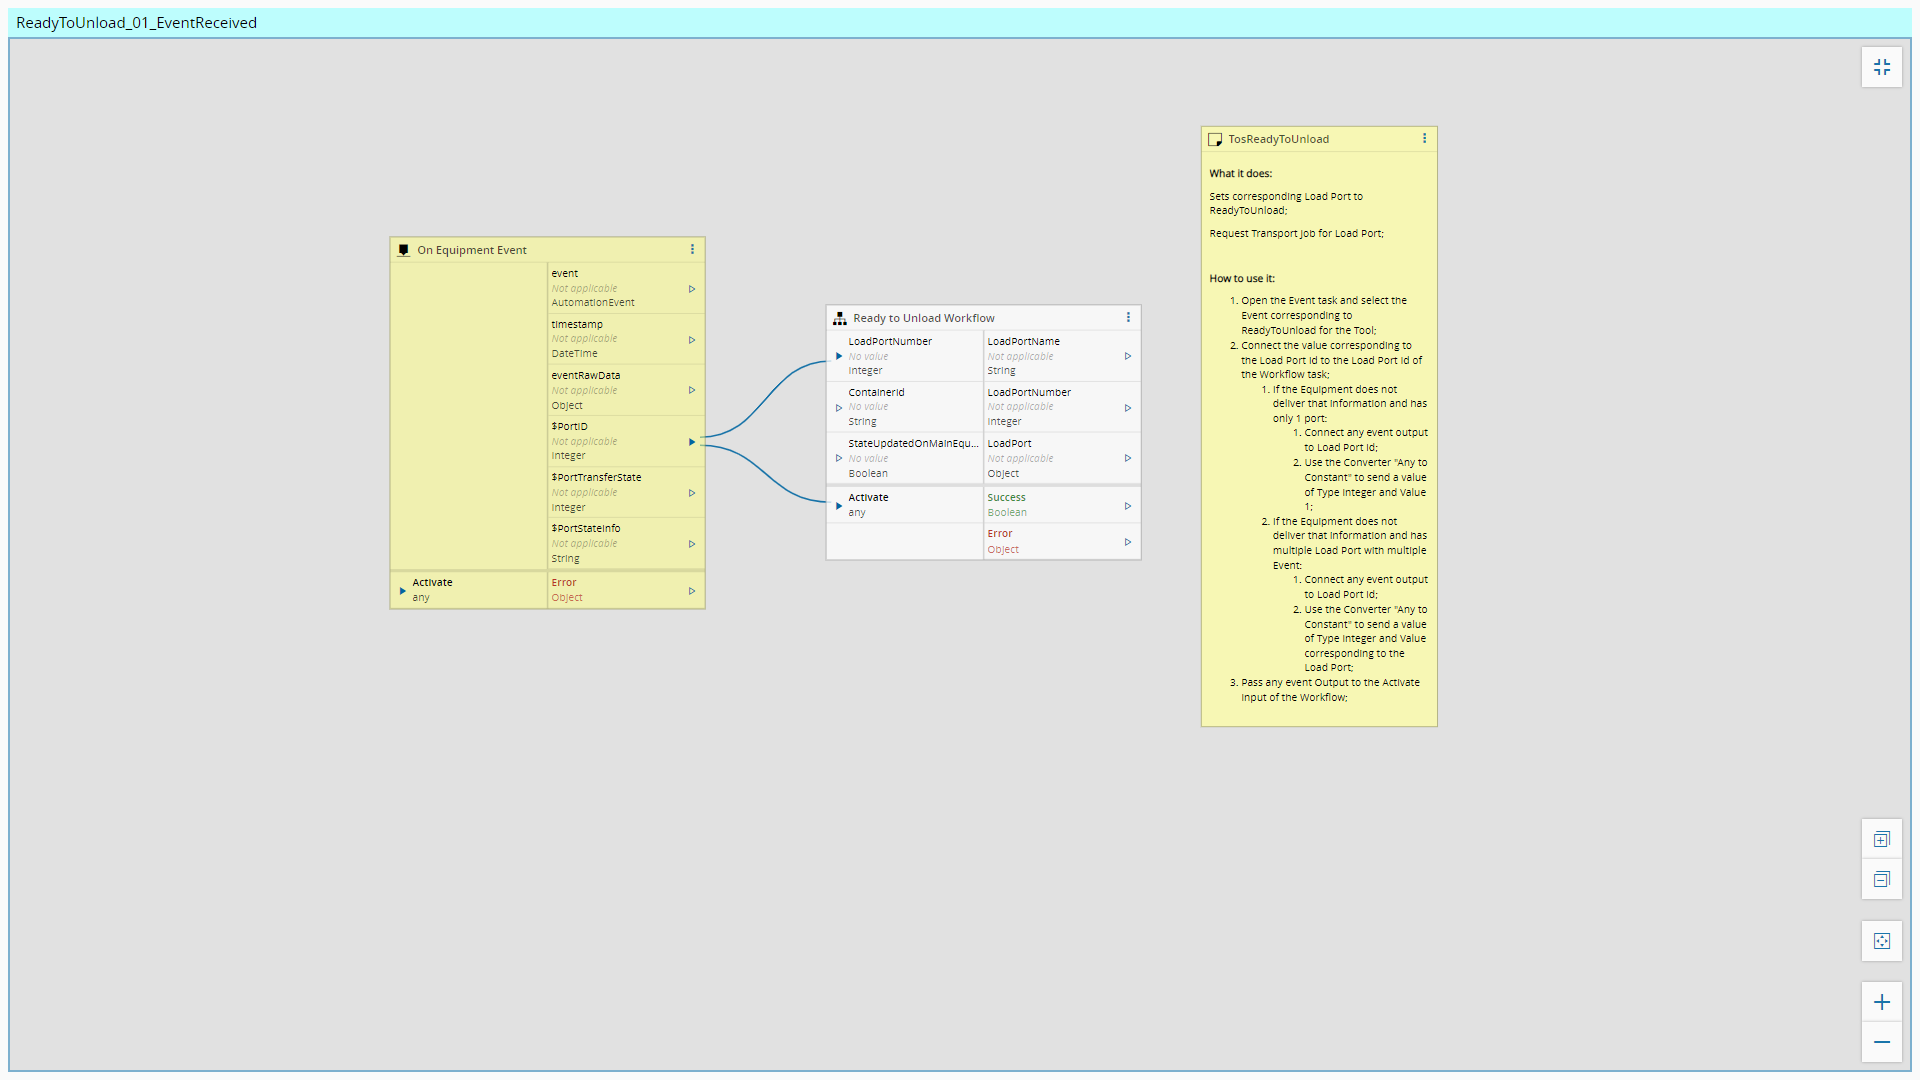 ReadyToUnload_01_EventReceived
On Equipment Event
event
Not applicable
AutomationEvent
timestamp
Not applicable
DateTime
eventRawData
Not applicable
Object
$PortID
Not applicable
Integer
$PortTransferState
Not applicable
Integer
$PortStateInfo
Not applicable
String
Activate
any
Error
Object
Ready to Unload Workflow
LoadPortNumber
No value
Integer
LoadPortName
Not applicable
String
ContainerId
No value
String
LoadPortNumber
Not applicable
Integer
StateUpdatedOnMainEqu...
No value
Boolean
LoadPort
Not applicable
Object
Activate
any
Success
Boolean
Error
Object
TosReadyToUnload
What it does:
Sets corresponding Load Port to
ReadyToUnload;
Request Transport Job for Load Port;
How to use it:
1. Open the Event task and select the
Event corresponding to
ReadyToUnload for the Tool;
2. Connect the value corresponding to
the Load Port Id to the Load Port Id of
the Workflow task;
1. If the Equipment does not
deliver that Information and has
only 1 port:
1. Connect any event output
to Load Port Id;
2. Use the Converter "Any to
Constant" to send a value
of Type Integer and Value
1;
2. If the Equipment does not
deliver that Information and has
multiple Load Port with multiple
Event:
1. Connect any event output
to Load Port Id;
2. Use the Converter "Any to
Constant" to send a value
of Type Integer and Value
corresponding to the
Load Port;
3. Pass any event Output to the Activate
Input of the Workflow;